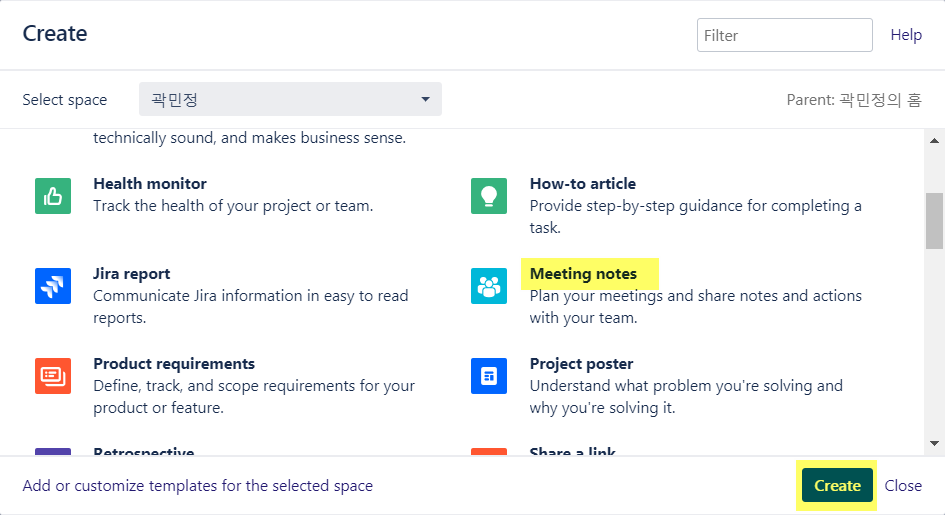 Create
Filter
Help
Select space
곽민정
Parent: 곽민정의 홈
technically sound, and makes business sense.
Health monitor
Track the health of your project or team.
How-to article
Provide step-by-step guidance for completing a
task.
Jira report
Communicate Jira information in easy to read
reports.
Meeting notes
Plan your meetings and share notes and actions
with your team.
Product requirements
Define, track, and scope requirements for your
product or feature.
Project poster
Understand what problem you're solving and
why you're solving it.
Retrospective
Share a link
Add or customize templates for the selected space
Create
Close